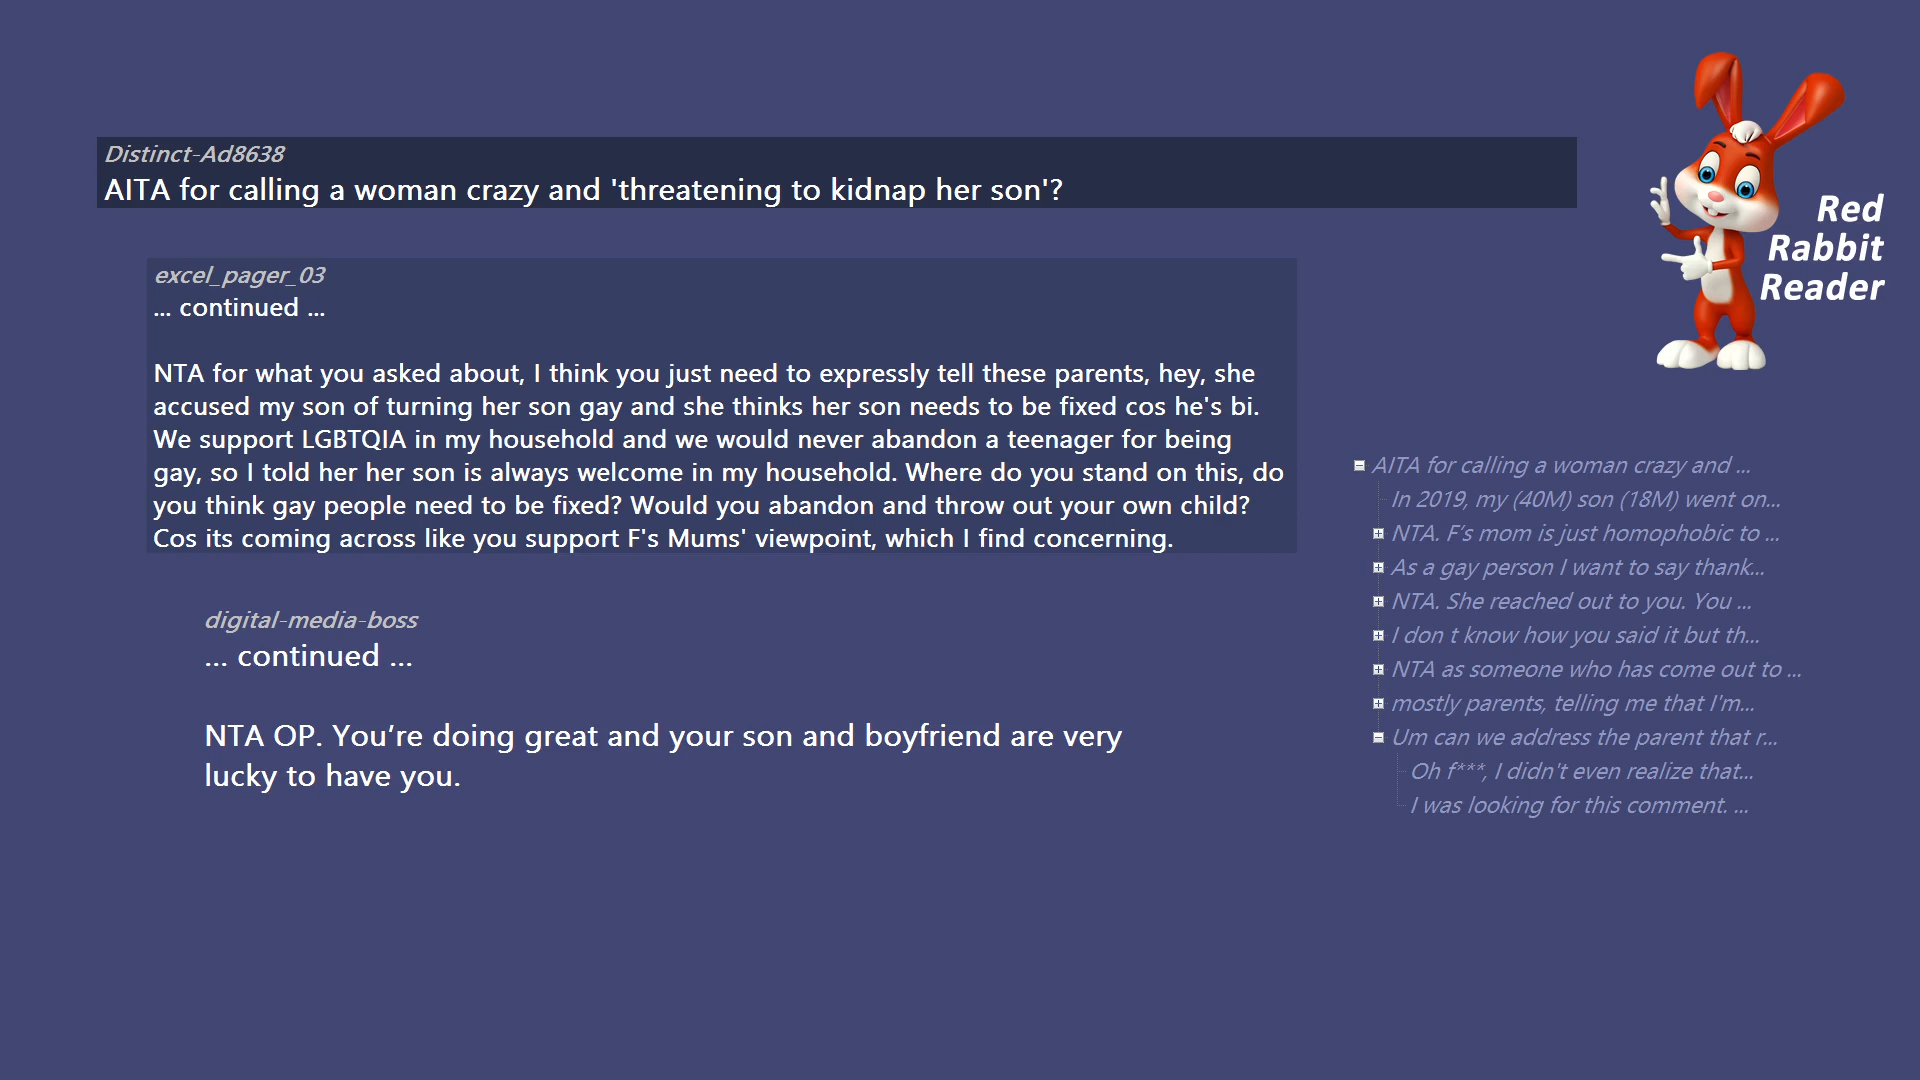 Distinct-Ad8638
AITA for calling a woman crazy and 'threatening to kidnap her son'?
excel_pager_03
... continued ...
NTA for what you asked about, I think you just need to expressly tell these parents, hey, she
accused my son of turning her son gay and she thinks her son needs to be fixed cos he's bi.
We support LGBTQIA in my household and we would never abandon a teenager for being
gay, so I told her her son is always welcome in my household. Where do you stand on this, do
you think gay people need to be fixed? Would you abandon and throw out your own child?
Cos its coming across like you support F's Mums' viewpoint, which I find concerning.
digital-media-boss
... continued ...
NTA OP. You’re doing great and your son and boyfriend are very
lucky to have you.
Red
Rabbit
Reader
AITA for calling a woman crazy and ...
In 2019, my (40M) son (18M) went on...
NTA. F‘s mom is just homophobic to ...
As a gay person I want to say thank...
NTA. She reached out to you. You ...
I don t know how you said it but th...
NTA as someone who has come out to ...
mostly parents, telling me that I'm...
Um can we address the parent that r...
Oh f***, I didn't even realize that...
I was looking for this comment. ...